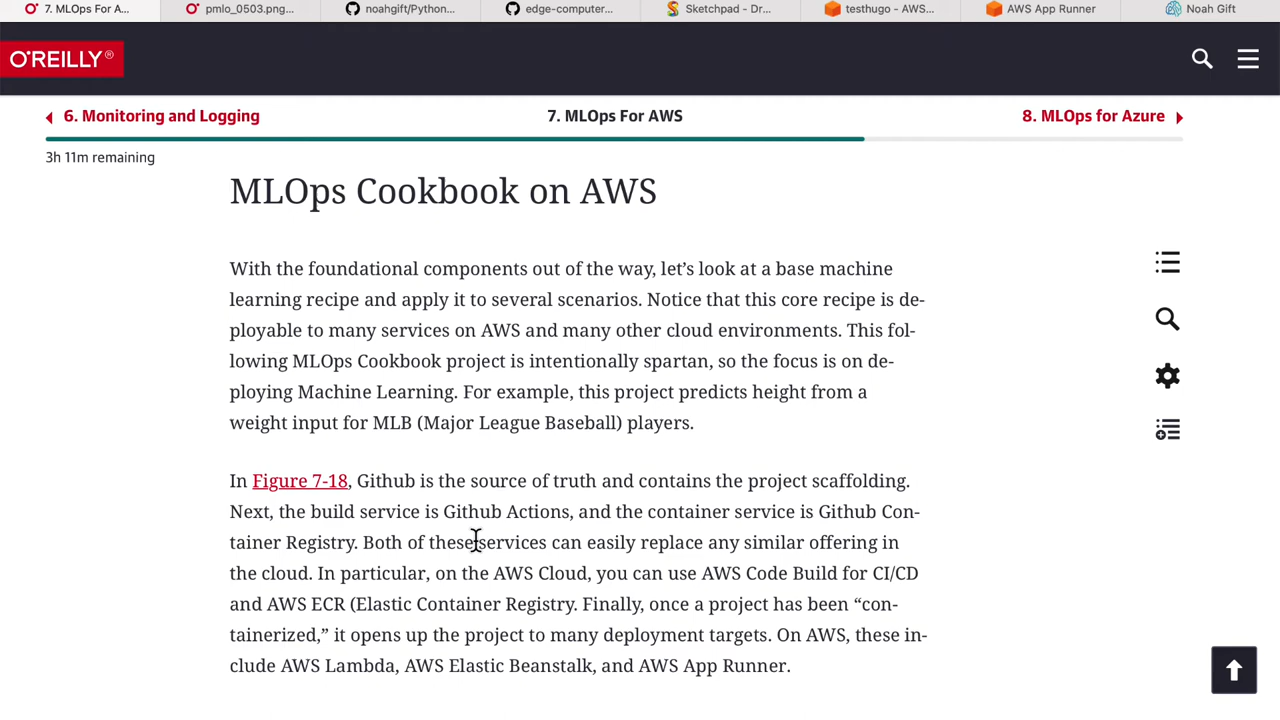 7. MLOps For A...
pmlo_0503.png...
noahgift/Python...
edge-computer...
Sketchpad - Dr...
testhugo - AWS...
AWS App Runner
Noah Gift
O'REILLY®
6. Monitoring and Logging
7. MLOps For AWS
8. MLOps for Azure
3h 11m remaining
MLOps Cookbook on AWS
With the foundational components out of the way, let’s look at a base machine
learning recipe and apply it to several scenarios. Notice that this core recipe is de-
ployable to many services on AWS and many other cloud environments. This fol-
lowing MLOps Cookbook project is intentionally spartan, so the focus is on de-
ploying Machine Learning. For example, this project predicts height from a
weight input for MLB (Major League Baseball) players.
In Figure 7-18, Github is the source of truth and contains the project scaffolding.
Next, the build service is Github Actions, and the container service is Github Con-
tainer Registry. Both of these services can easily replace any similar offering in
the cloud. In particular, on the AWS Cloud, you can use AWS Code Build for CI/CD
and AWS ECR (Elastic Container Registry. Finally, once a project has been “con-
tainerized,” it opens up the project to many deployment targets. On AWS, these in-
clude AWS Lambda, AWS Elastic Beanstalk, and AWS App Runner.